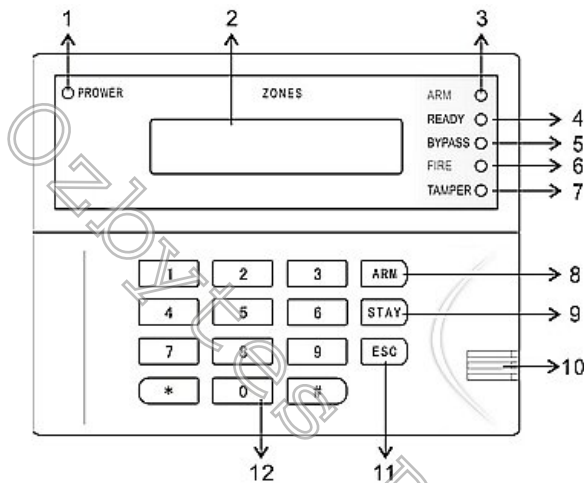 1 2 3
PROWER ZONES ARM
READY 4
BYPASS 5
FIRE 6
TAMPER 7
1 2 3 ARM 8
4 5 6 STAY 9
7 8 9 ESC
10
* 0 #
12 11
Ozbytes